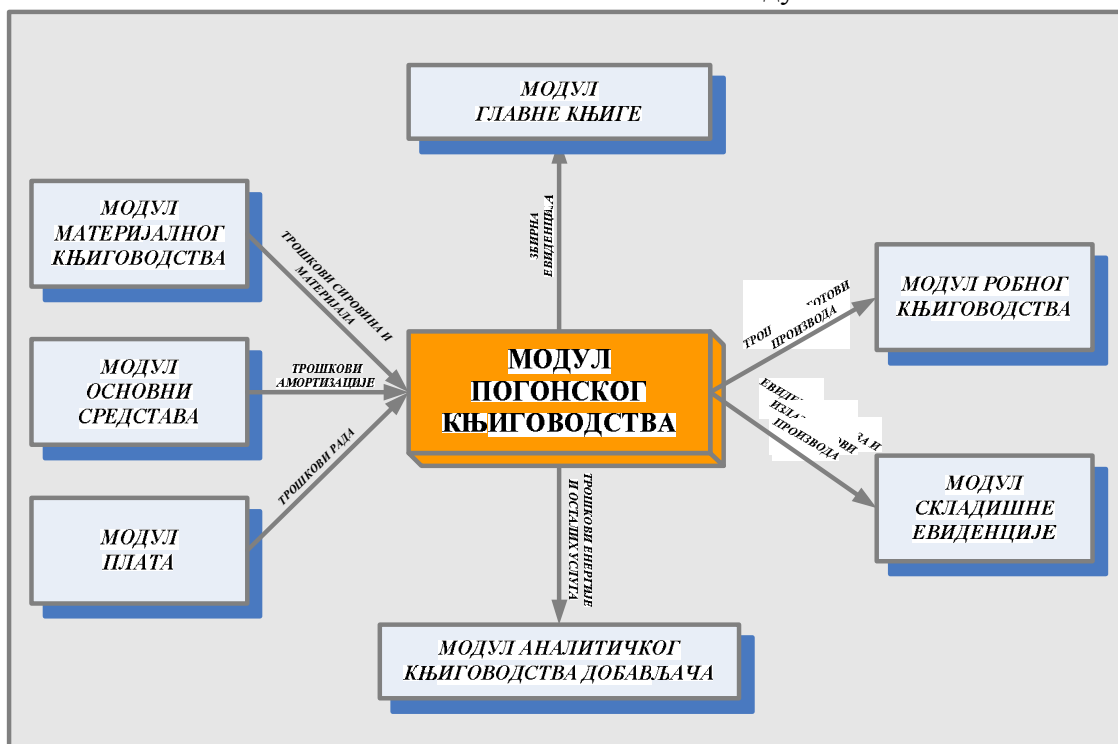 МОДУЛ
ГЛАВНЕ КЊИГЕ
МОДУЛ
МАТЕРИЈАЛНОГ
КЊИГОВОДСТВА
ТРОШКОВИ СИРОВИНА И
МАТЕРИЈАЛА
ЗБИРНА
ЕВИДЕНЦИЈА
МОДУЛ РОБНОГ
КЊИГОВОДСТВА
ГОТОВИ
ПРОИЗВОДА
МОДУЛ
ОСНОВНИ
СРЕДСТАВА
ТРОШКОВИ
АМОРТИЗАЦИЈЕ
МОДУЛ
ПОГОНСКОГ
КЊИГОВОДСТВА
И
ПРОИЗВОДА
МОДУЛ
СКЛАДИШНЕ
ЕВИДЕНЦИЈЕ
МОДУЛ
ПЛАТА
ТРОШКОВИ РАДА
ТРОШКОВИ ЕНЕРГИЈЕ
И ОСТАЛИХ УСЛУГА
МОДУЛ АНАЛИТИЧКОГ
КЊИГОВОДСТВА ДОБАВЉАЧА